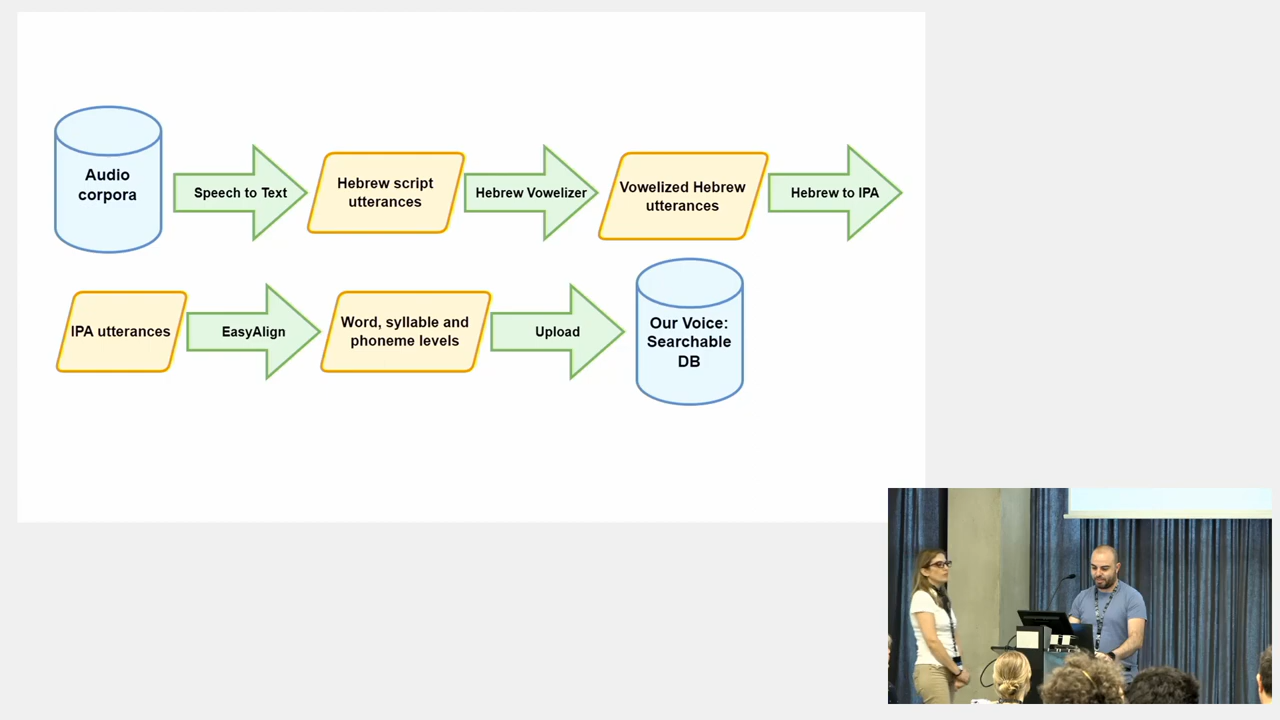 Audio
corpora
Speech to Text
Hebrew script
utterances
Hebrew Vowelizer
Vowelized Hebrew
utterances
Hebrew to IPA
IPA utterances
EasyAlign
Word, syllable and
phoneme levels
Upload
Our Voice:
Searchable
DB